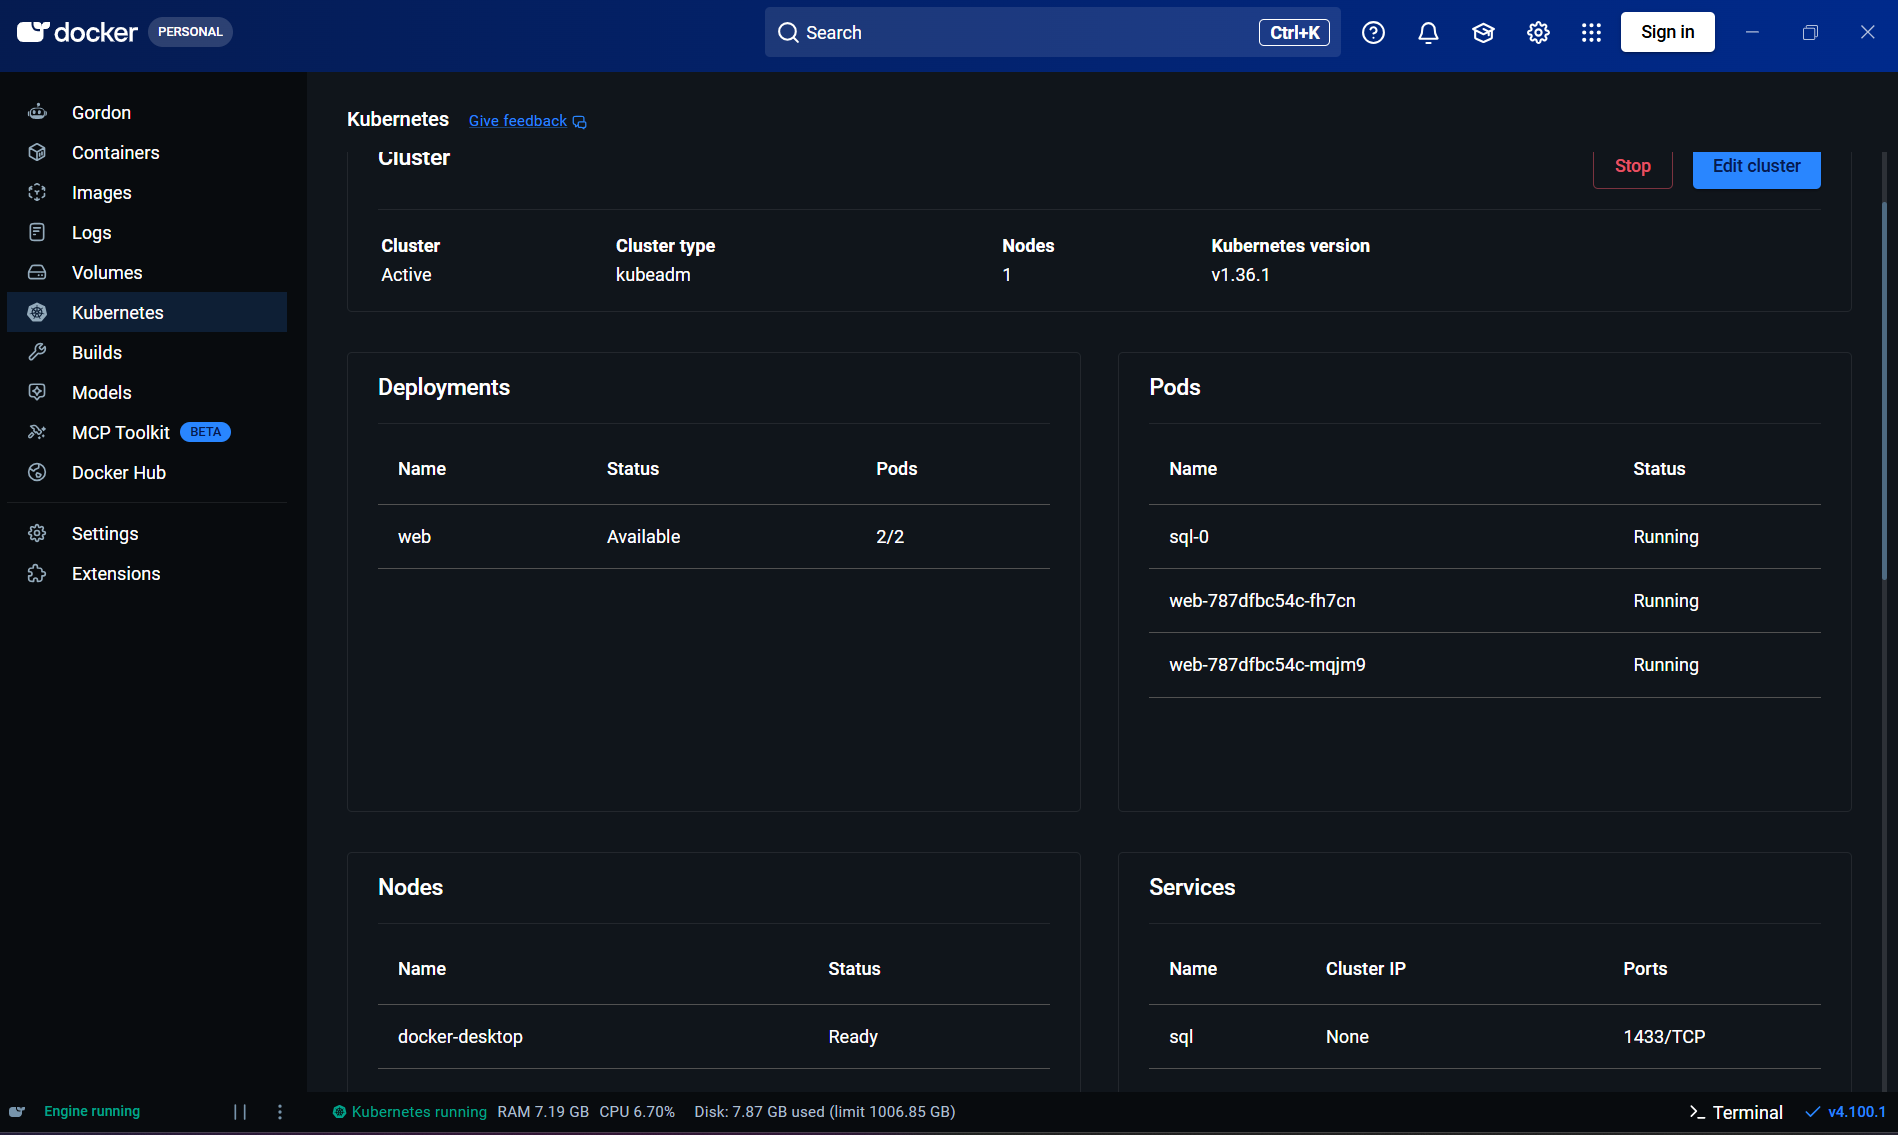 docker PERSONAL
Search Ctrl+K
Sign in
Gordon
Containers
Images
Logs
Volumes
Kubernetes
Builds
Models
MCP Toolkit BETA
Docker Hub
Settings
Extensions
Kubernetes Give feedback
Cluster
Stop Edit cluster
Cluster Cluster type Nodes Kubernetes version
Active kubeadm 1 v1.36.1
Deployments
Name Status Pods
web Available 2/2
Pods
Name Status
sql-0 Running
web-787dfbc54c-fh7cn Running
web-787dfbc54c-mqjm9 Running
Nodes
Name Status
docker-desktop Ready
Services
Name Cluster IP Ports
sql None 1433/TCP
Engine running
Kubernetes running RAM 7.19 GB CPU 6.70% Disk: 7.87 GB used (limit 1006.85 GB)
Terminal v4.100.1